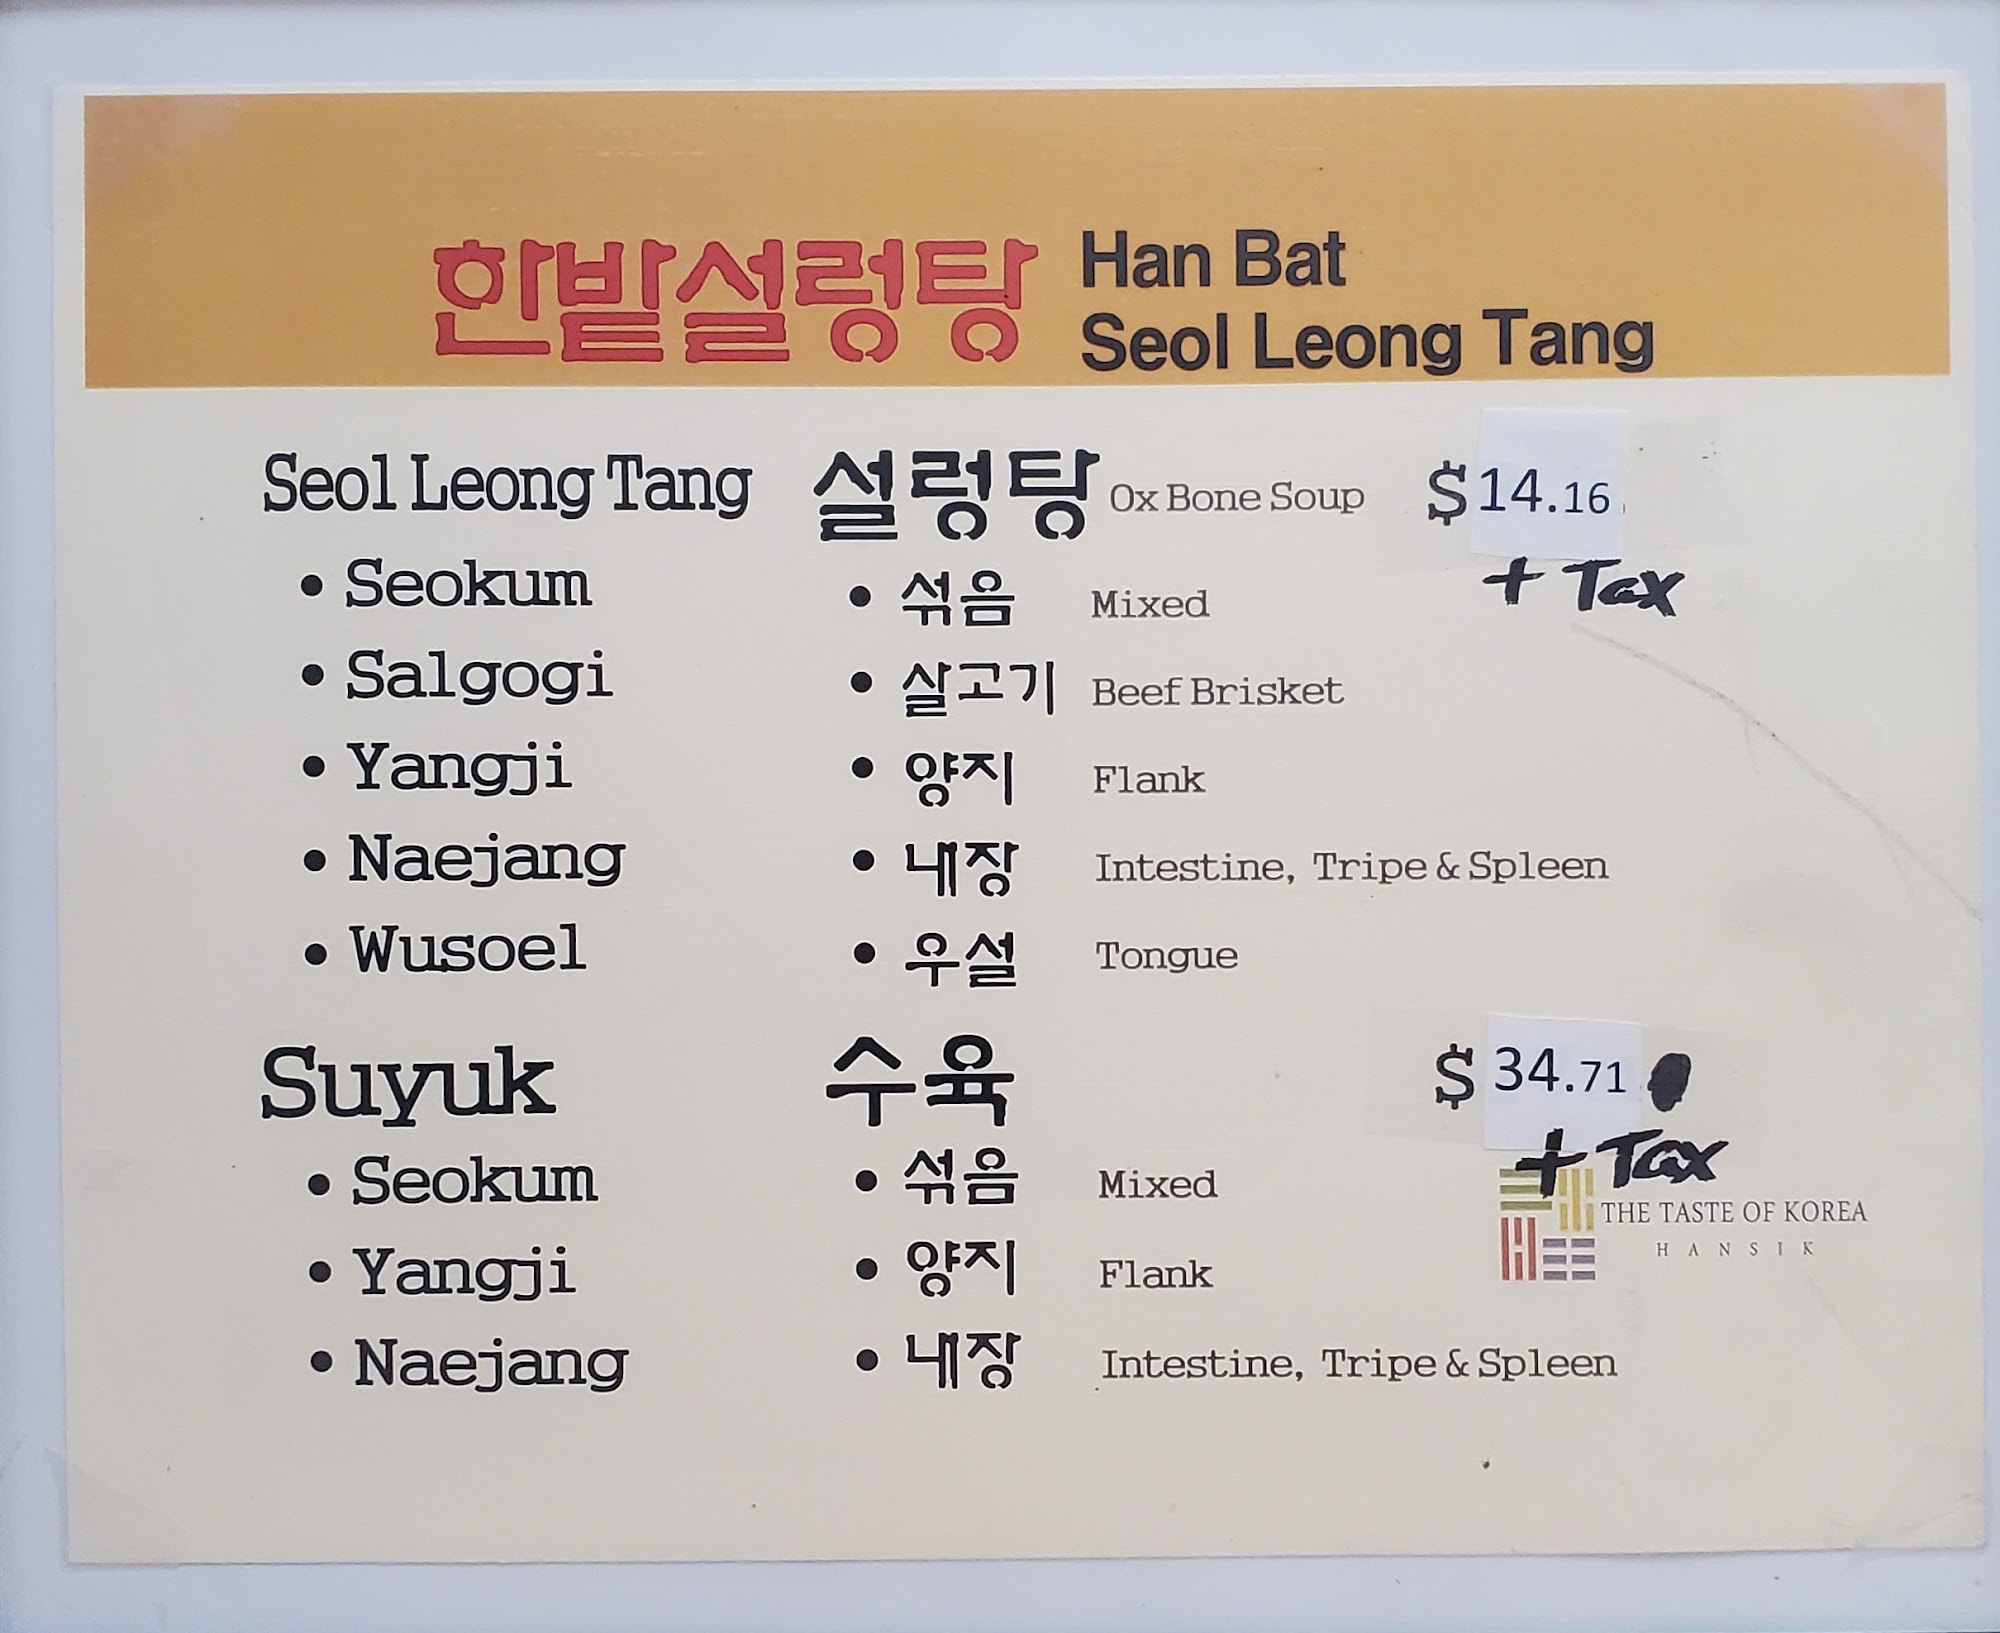 한밭설렁탕 Han Bat
Seol Leong Tang
Seol Leong Tang 설렁탕 Ox Bone Soup $14.16
+ Tax
• Seokum • 섞음 Mixed
• Salgogi • 살고기 Beef Brisket
• Yangji • 양지 Flank
• Naejang • 내장 Intestine, Tripe & Spleen
• Wusoel • 우설 Tongue
Suyuk 수육 $34.71
+ Tax
• Seokum • 섞음 Mixed
THE TASTE OF KOREA
HANSIK
• Yangji • 양지 Flank
• Naejang • 내장 Intestine, Tripe & Spleen